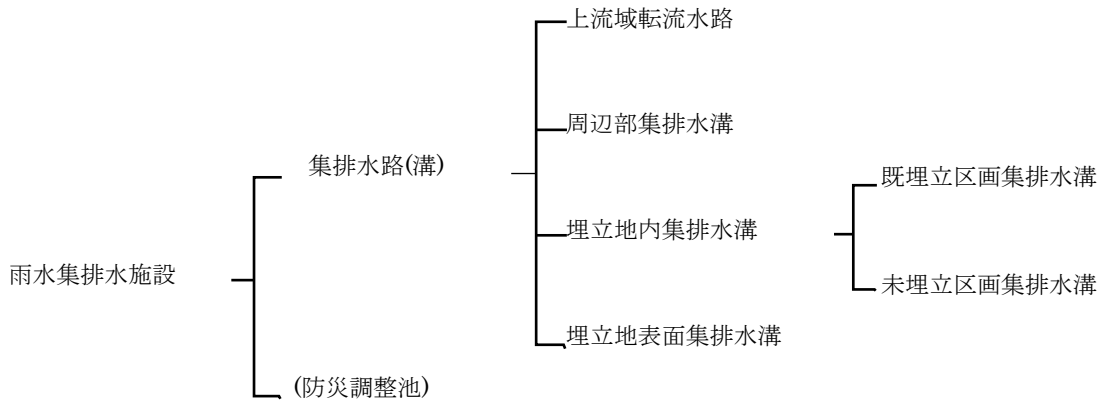 上流域転流水路
周辺部集排水溝
集排水路(溝)
既埋立区画集排水溝
埋立地内集排水溝
雨水集排水施設
未埋立区画集排水溝
埋立地表面集排水溝
(防災調整池)